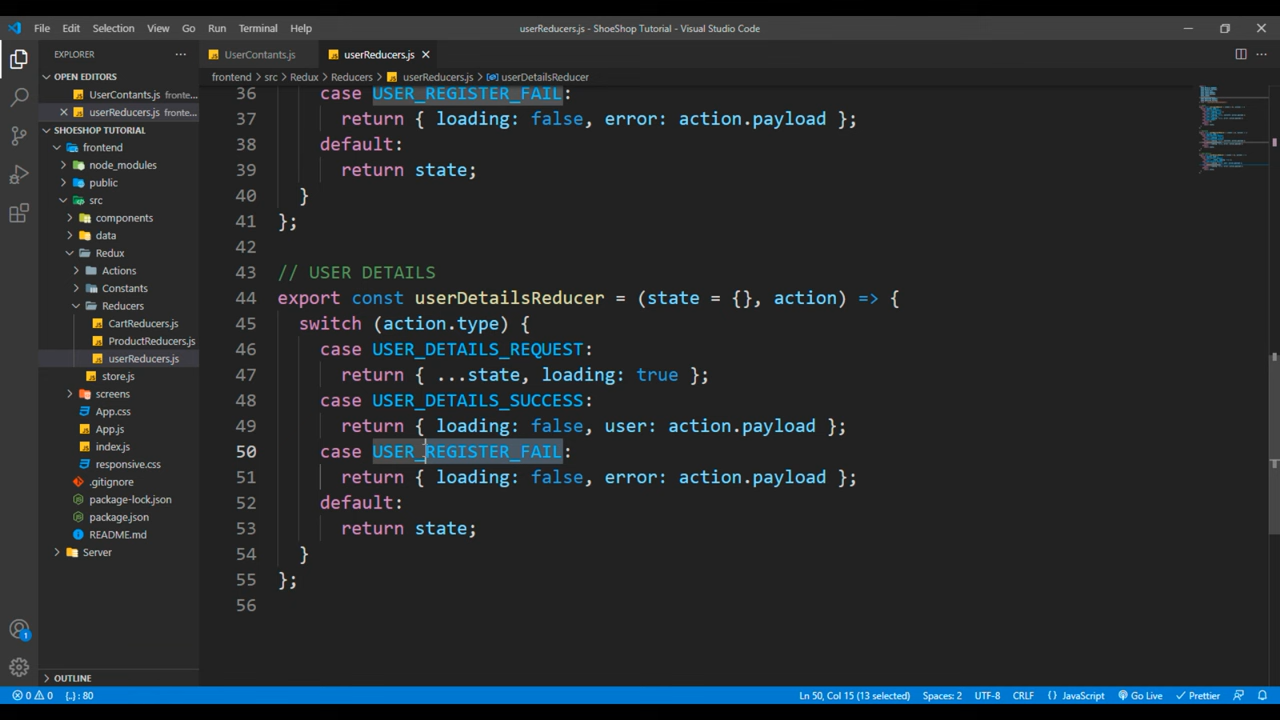 File Edit Selection View Go Run Terminal Help
userReducers.js - ShoeShop Tutorial - Visual Studio Code
EXPLORER
UserContants.js
userReducers.js
frontend > src > Redux > Reducers > userReducers.js > userDetailsReducer
OPEN EDITORS
UserContants.js fronte...
userReducers.js fronte...
SHOESHOP TUTORIAL
frontend
node_modules
public
src
components
data
Redux
Actions
Constants
Reducers
CartReducers.js
ProductReducers.js
userReducers.js
store.js
screens
App.css
App.js
index.js
responsive.css
.gitignore
package-lock.json
package.json
README.md
Server
OUTLINE
36 case USER_REGISTER_FAIL:
37 return { loading: false, error: action.payload };
38 default:
39 return state;
40 }
41 };
42
43 // USER DETAILS
44 export const userDetailsReducer = (state = {}, action) => {
45 switch (action.type) {
46 case USER_DETAILS_REQUEST:
47 return { ...state, loading: true };
48 case USER_DETAILS_SUCCESS:
49 return { loading: false, user: action.payload };
50 case USER_REGISTER_FAIL:
51 return { loading: false, error: action.payload };
52 default:
53 return state;
54 }
55 };
56
1
0 0 {..} : 80
Ln 50, Col 15 (13 selected) Spaces: 2 UTF-8 CRLF {} JavaScript Go Live Prettier